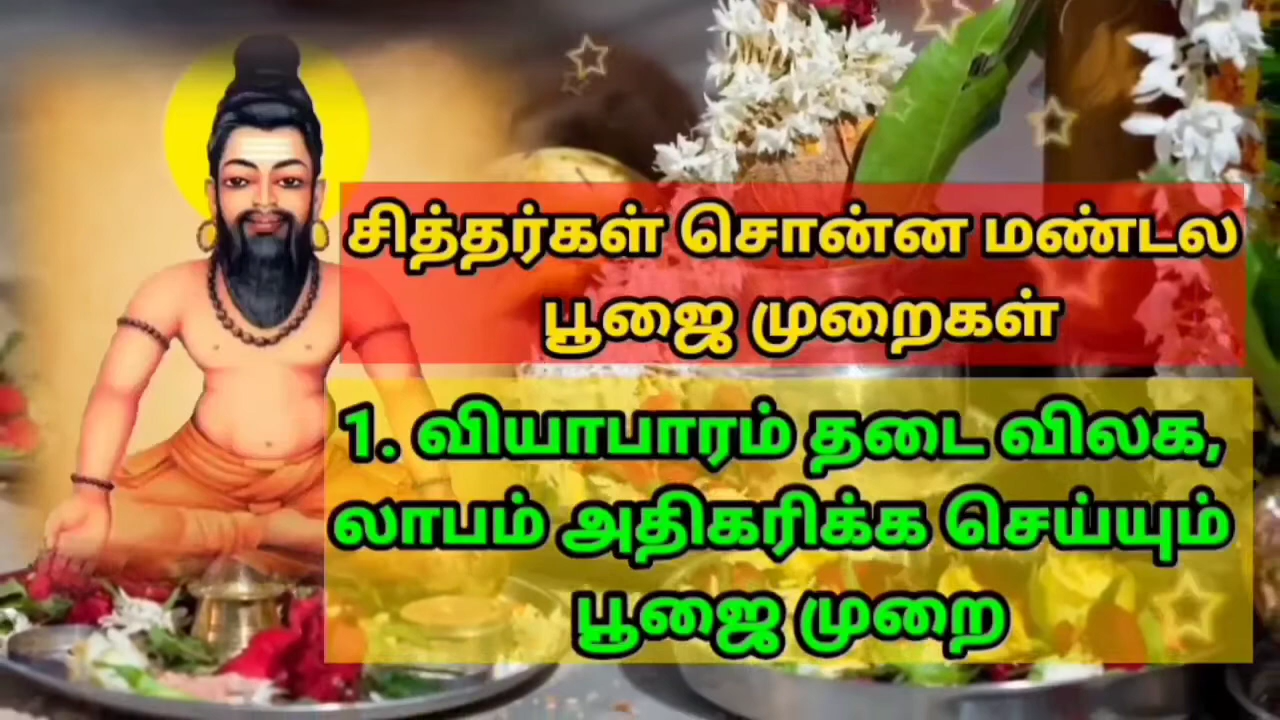 சித்தர்கள் சொன்ன மண்டல
பூஜை முறைகள்
1. வியாபாரம் தடை விலக,
லாபம் அதிகரிக்க செய்யும்
பூஜை முறை